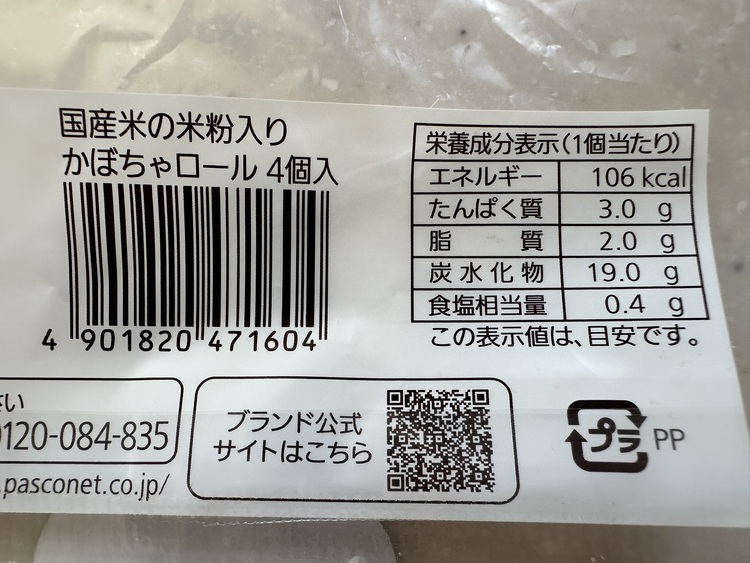 国産米の米粉入り
かぼちゃロール 4個入
4 901820 471604
栄養成分表示(1個当たり)
エネルギー 106 kcal
たんぱく質 3.0 g
脂質 2.0 g
炭水化物 19.0 g
食塩相当量 0.4 g
この表示値は、目安です。
さい
0120-084-835
.pasconet.co.jp/
ブランド公式
サイトはこちら
プラ PP